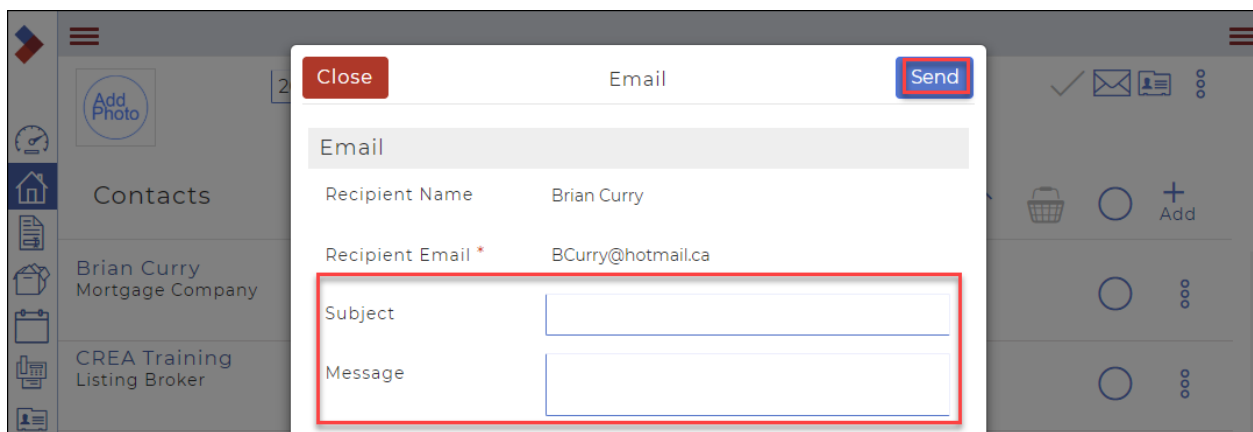 Close
Email
Send
Add
Photo
2
Email
Contacts
Recipient Name
Brian Curry
Add
Recipient Email *
BCurry@hotmail.ca
Brian Curry
Mortgage Company
Subject
CREA Training
Listing Broker
Message